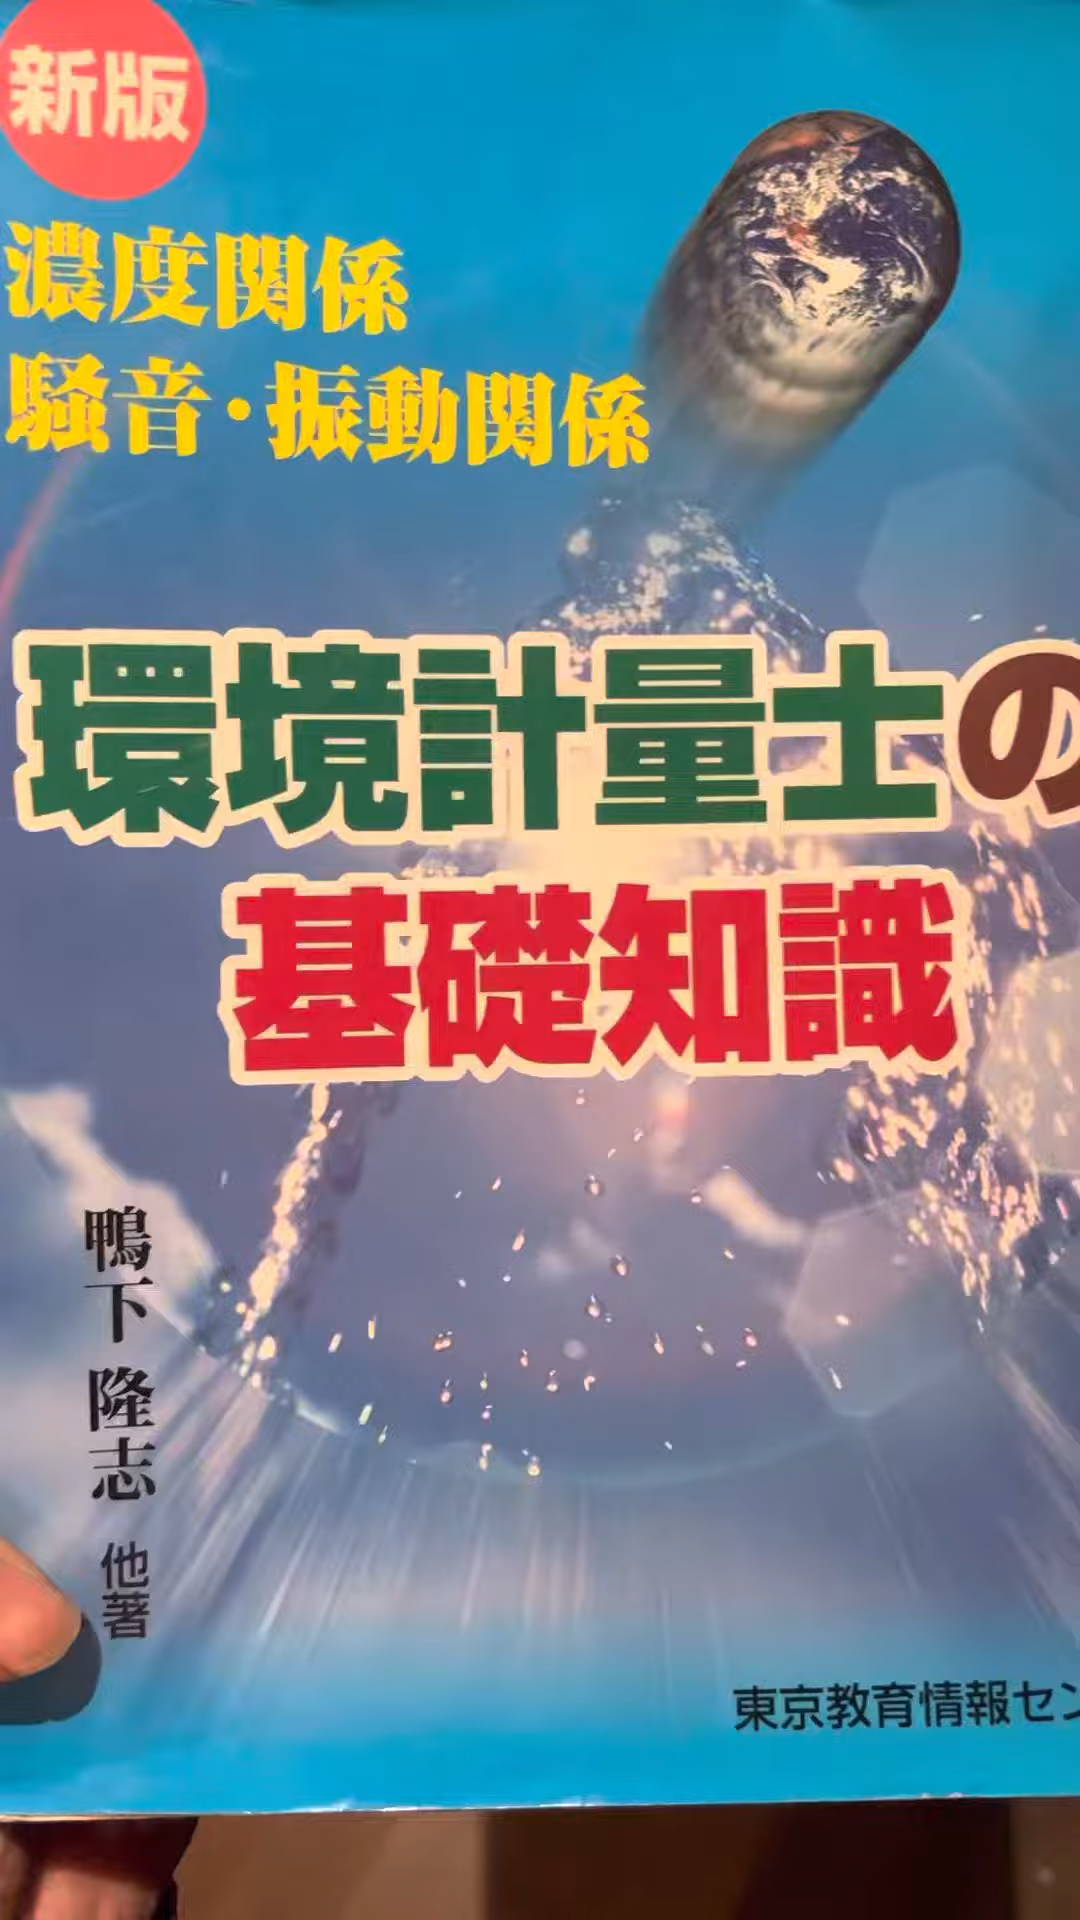 新版
濃度関係
騒音・振動関係
環境計量士の
基礎知識
鴨下隆志 他著
東京教育情報セン